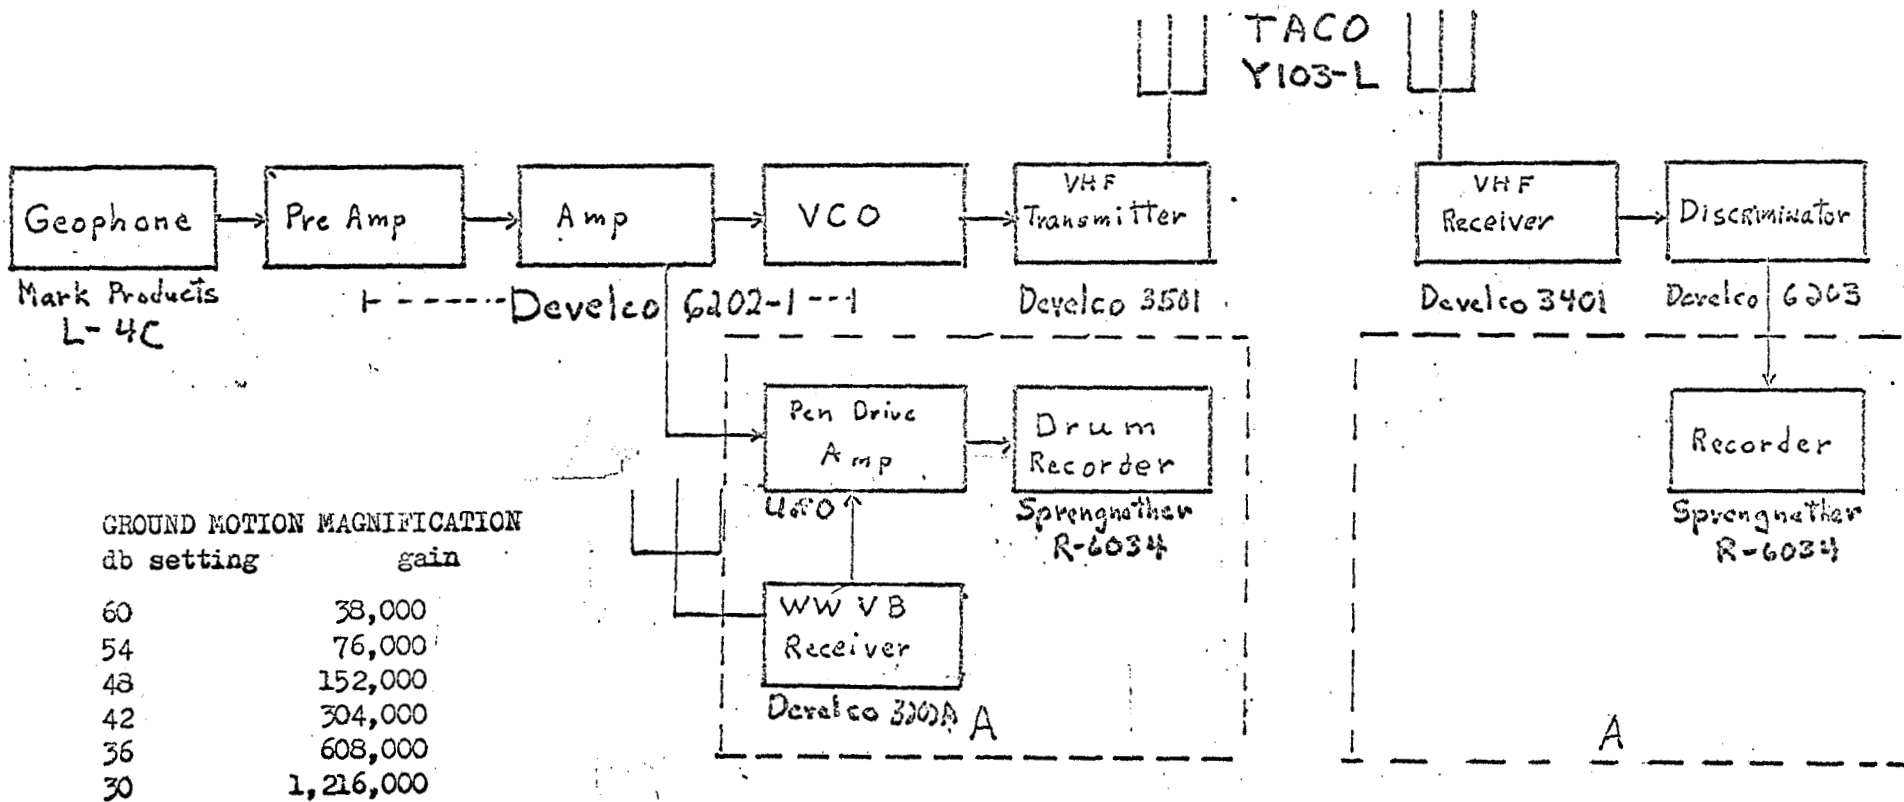 TACO
Y103-L
Geophone
Pre Amp
Amp
VCO
VHF
Transmitter
VHF
Receiver
Discriminator
Mark Products
L-4C
Develco 6202-1
Develco 3501
Develco 3401
Develco 6203
Pen Drive
Amp
Drum
Recorder
Recorder
Sprengnether
R-6034
Sprengnether
R-6034
WWVB
Receiver
Develco
A
A
GROUND MOTION MAGNIFICATION
db setting gain
60 38,000
54 76,000
48 152,000
42 304,000
36 608,000
30 1,216,000